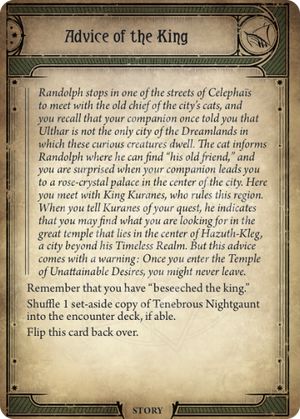 Advice of the King
Randolph stops in one of the streets of Celephaïs
to meet with the old chief of the city's cats, and
you recall that your companion once told you that
Ulthar is not the only city of the Dreamlands in
which these curious creatures dwell. The cat informs
Randolph where he can find “his old friend,” and
you are surprised when your companion leads you
to a rose-crystal palace in the center of the city. Here
you meet with King Kuranes, who rules this region.
When you tell Kuranes of your quest, he indicates
that you may find what you are looking for in the
great temple that lies in the center of Hazuth-Kleg,
a city beyond his Timeless Realm. But this advice
comes with a warning: Once you enter the Temple
of Unattainable Desires, you might never leave.
Remember that you have “beseeched the king.”
Shuffle 1 set-aside copy of Tenebrous Nightgaunt
into the encounter deck, if able.
Flip this card back over.
STORY